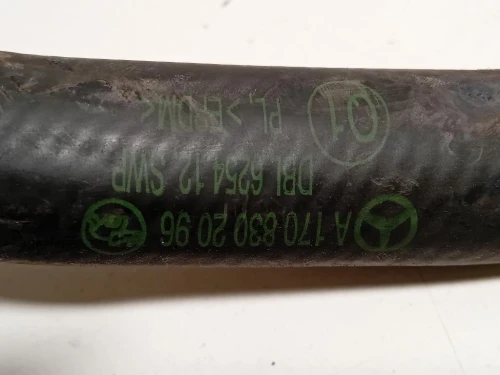 A 170 830 20 96
DBL 6254 12 SWP
PL, >EPDM<
01